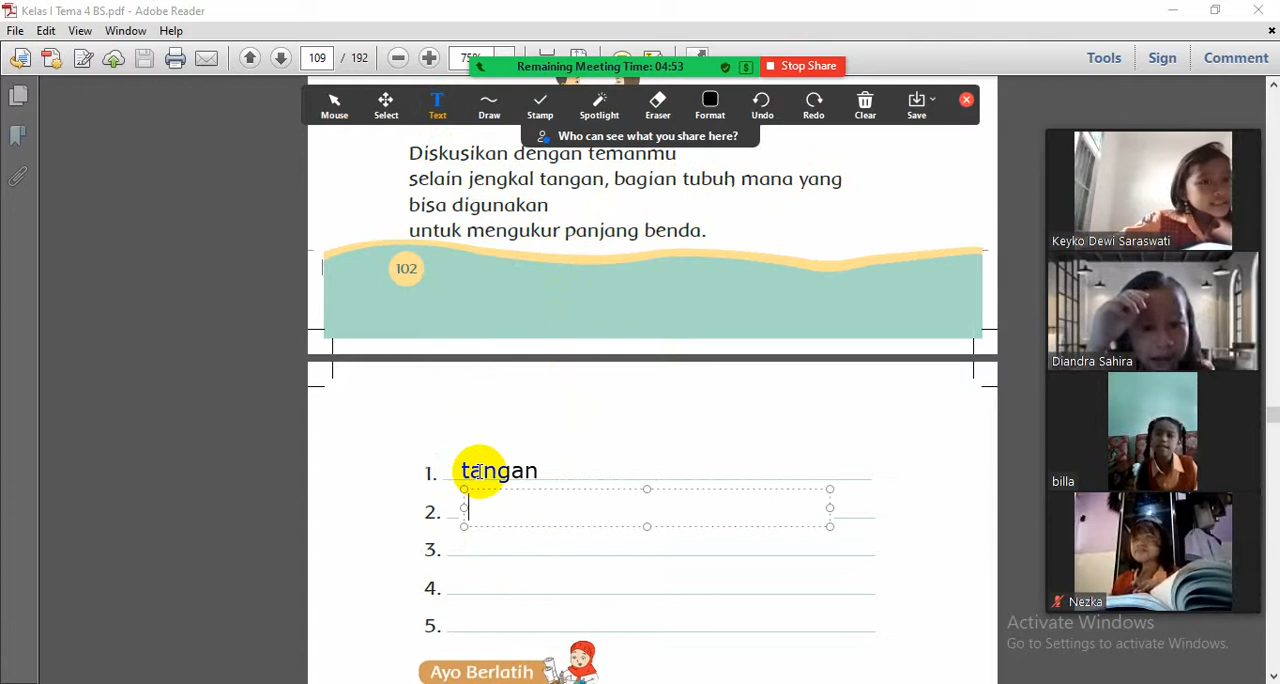 Kelas I Tema 4 BS.pdf - Adobe Reader
File Edit View Window Help
109 / 192
75%
Tools Sign Comment
Remaining Meeting Time: 04:53
Stop Share
Mouse Select Text Draw Stamp Spotlight Eraser Format Undo Redo Clear Save
Who can see what you share here?
Diskusikan dengan temanmu
selain jengkal tangan, bagian tubuh mana yang
bisa digunakan
untuk mengukur panjang benda.
102
1. tangan
2.
3.
4.
5.
Ayo Berlatih
Keyko Dewi Saraswati
Diandra Sahira
billa
Nezka
Activate Windows
Go to Settings to activate Windows.